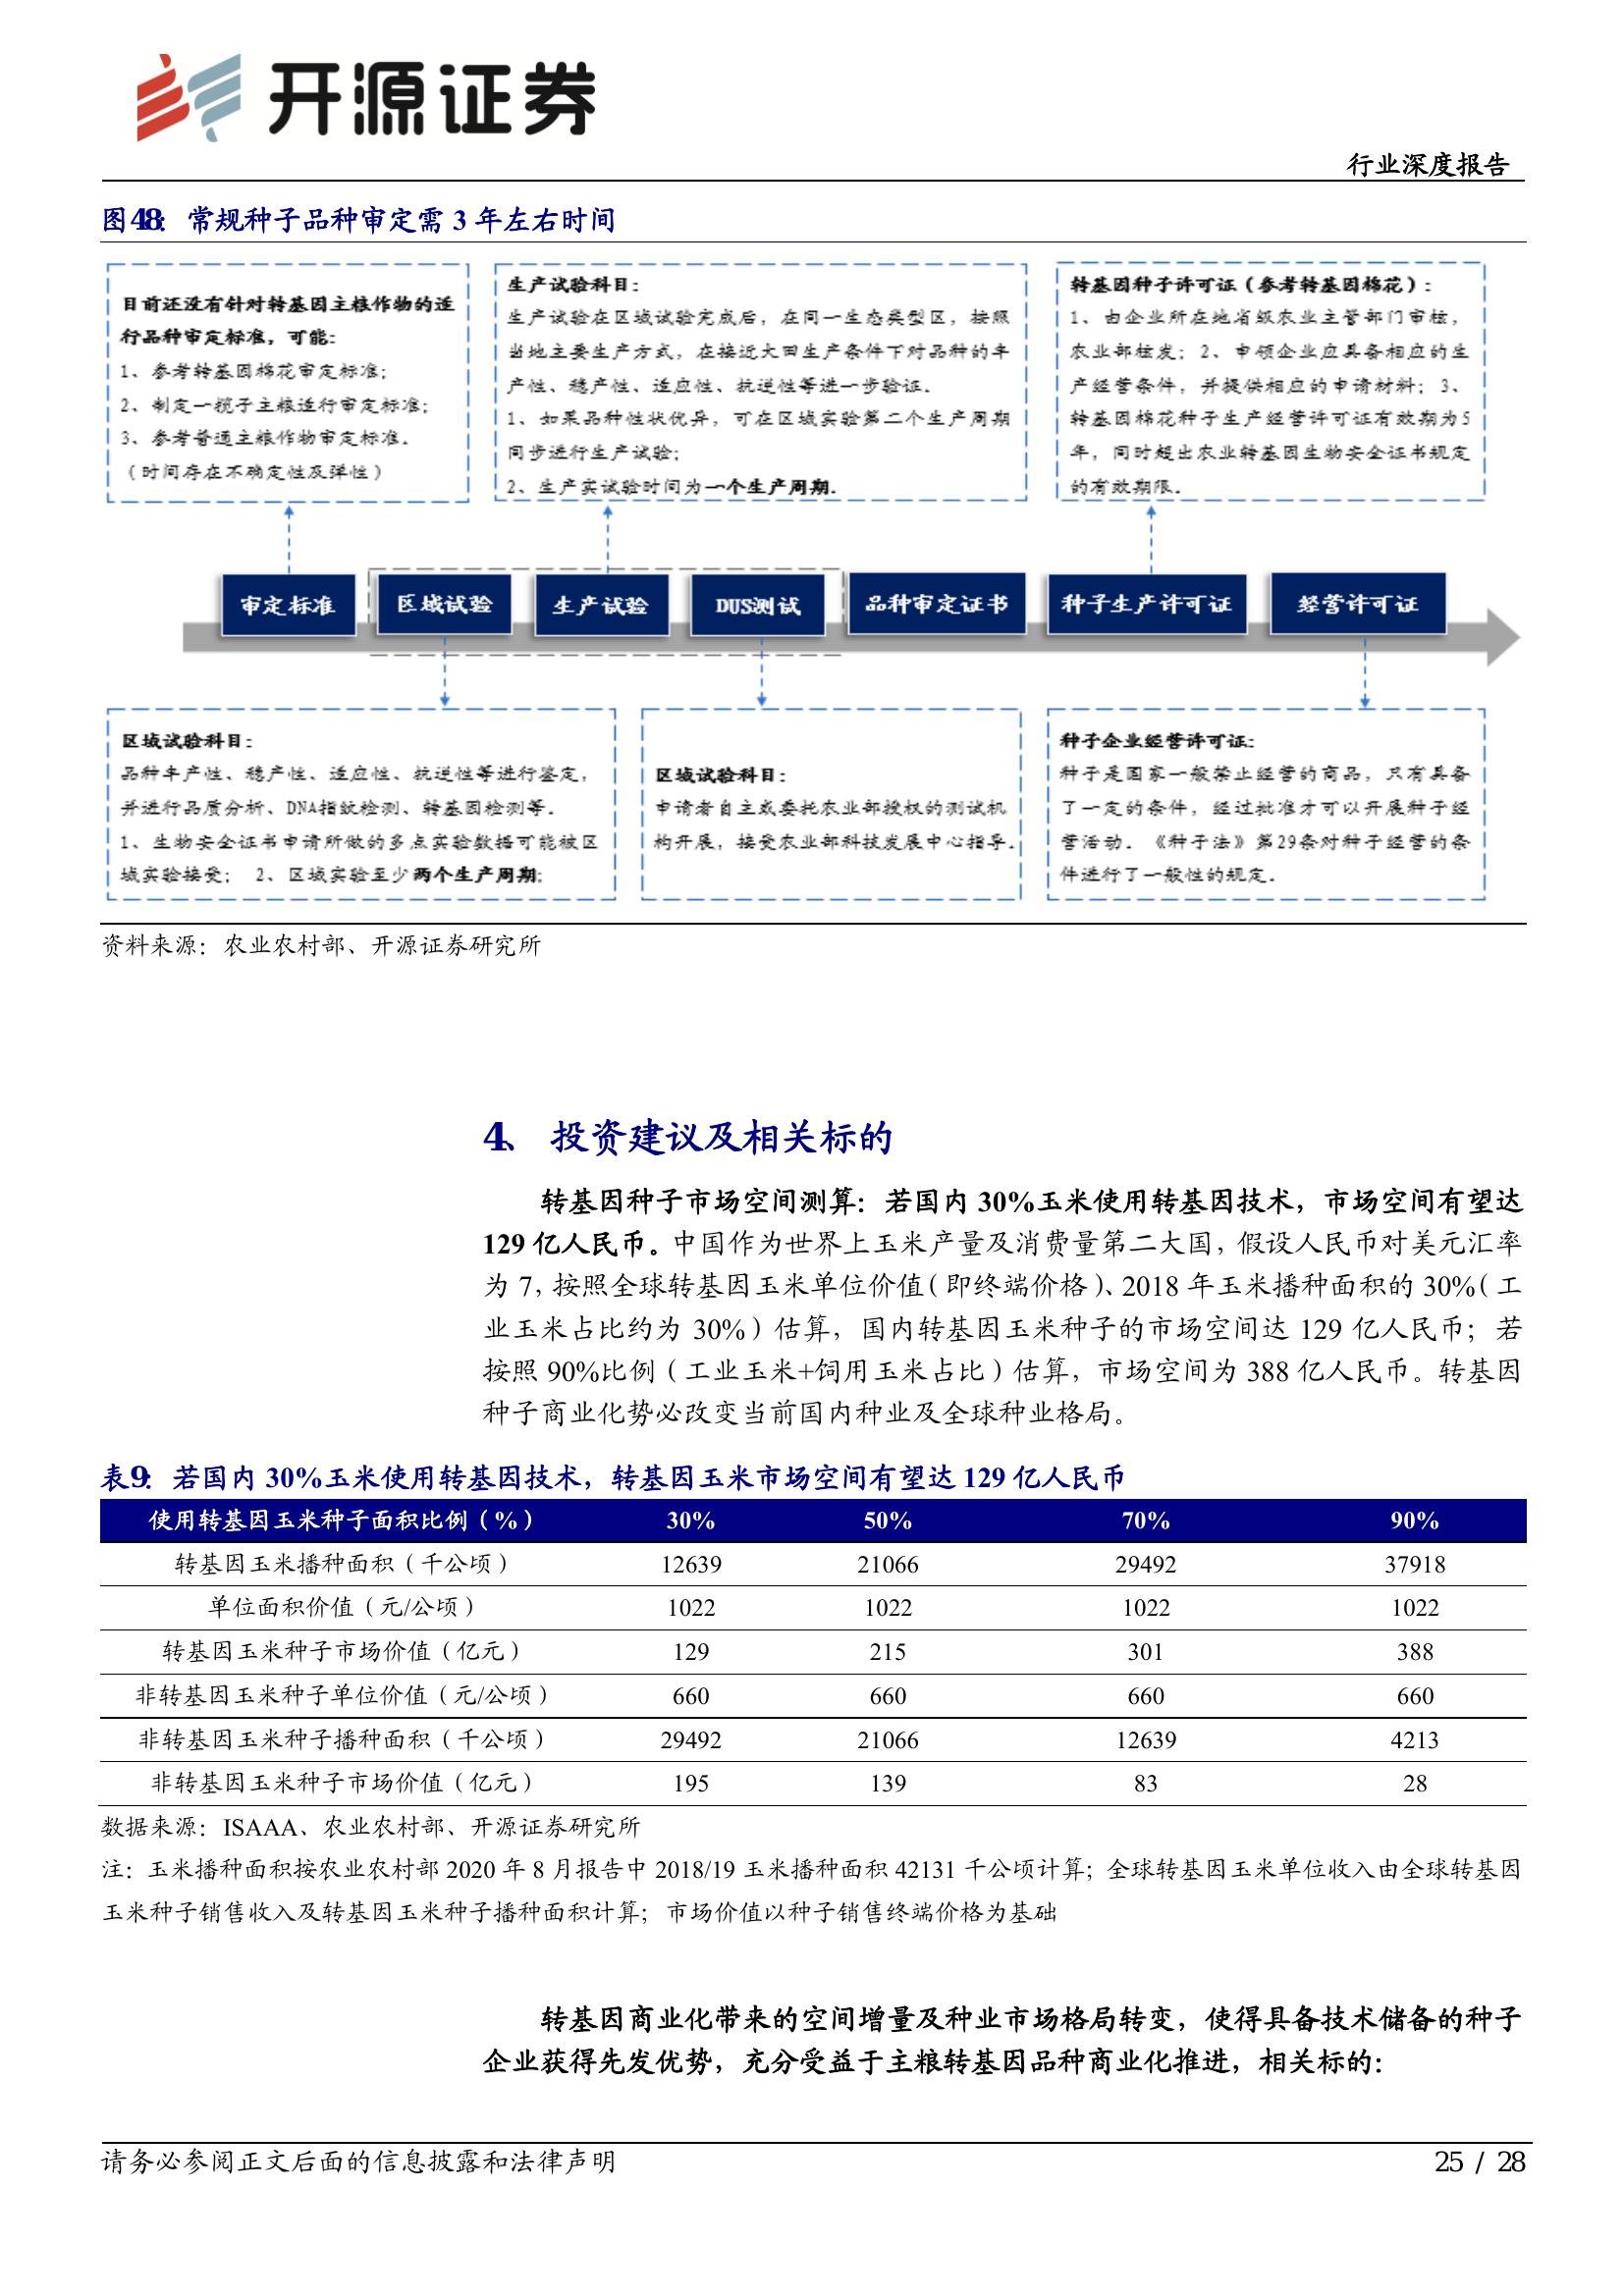 开源证券
行业深度报告
图48： 常规种子品种审定需 3 年左右时间
目前还没有针对转基因主粮作物的适
行品种审定标准，可能：
1、参考转基因棉花审定标准；
2、制定一揽子主粮适行审定标准；
3、参考普通主粮作物审定标准.
（时间存在不确定性及弹性）
生产试验科目：
生产试验在区域试验完成后，在同一生态类型区，按照
当地主要生产方式，在接近大田生产条件下对品种的丰
产性、稳产性、适应性、抗逆性等进一步验证.
1、如果品种性状优异，可在区域实验第二个生产周期
同步进行生产试验；
2、生产实试验时间为一个生产周期.
转基因种子许可证（参考转基因棉花）：
1、由企业所在地省级农业主管部门审核，
农业部核发；2、申领企业应具备相应的生
产经营条件，并提供相应的申请材料；3、
转基因棉花种子生产经营许可证有效期为5
年，同时超出农业转基因生物安全证书规定
的有效期限.
审定标准
区域试验
生产试验
DUS测试
品种审定证书
种子生产许可证
经营许可证
区域试验科目：
品种丰产性、稳产性、适应性、抗逆性等进行鉴定，
并进行品质分析、DNA指纹检测、转基因检测等.
1、生物安全证书申请所做的多点实验数据可能被区
域实验接受； 2、区域实验至少两个生产周期；
区域试验科目：
申请者自主或委托农业部授权的测试机
构开展，接受农业部科技发展中心指导.
种子企业经营许可证：
种子是国家一般禁止经营的商品，只有具备
了一定的条件，经过批准才可以开展种子经
营活动.《种子法》第29条对种子经营的条
件进行了一般性的规定.
资料来源：农业农村部、开源证券研究所
4、 投资建议及相关标的
转基因种子市场空间测算：若国内 30%玉米使用转基因技术，市场空间有望达
129 亿人民币。中国作为世界上玉米产量及消费量第二大国，假设人民币对美元汇率
为 7，按照全球转基因玉米单位价值（即终端价格）、2018 年玉米播种面积的 30%（工
业玉米占比约为 30%）估算，国内转基因玉米种子的市场空间达 129 亿人民币；若
按照 90%比例（工业玉米+饲用玉米占比）估算，市场空间为 388 亿人民币。转基因
种子商业化势必改变当前国内种业及全球种业格局。
表9： 若国内 30%玉米使用转基因技术，转基因玉米市场空间有望达 129 亿人民币
使用转基因玉米种子面积比例（%） 30% 50% 70% 90%
转基因玉米播种面积（千公顷） 12639 21066 29492 37918
单位面积价值（元/公顷） 1022 1022 1022 1022
转基因玉米种子市场价值（亿元） 129 215 301 388
非转基因玉米种子单位价值（元/公顷） 660 660 660 660
非转基因玉米种子播种面积（千公顷） 29492 21066 12639 4213
非转基因玉米种子市场价值（亿元） 195 139 83 28
数据来源：ISAAA、农业农村部、开源证券研究所
注：玉米播种面积按农业农村部 2020 年 8 月报告中 2018/19 玉米播种面积 42131 千公顷计算；全球转基因玉米单位收入由全球转基因
玉米种子销售收入及转基因玉米种子播种面积计算；市场价值以种子销售终端价格为基础
转基因商业化带来的空间增量及种业市场格局转变，使得具备技术储备的种子
企业获得先发优势，充分受益于主粮转基因品种商业化推进，相关标的：
请务必参阅正文后面的信息披露和法律声明
25 / 28